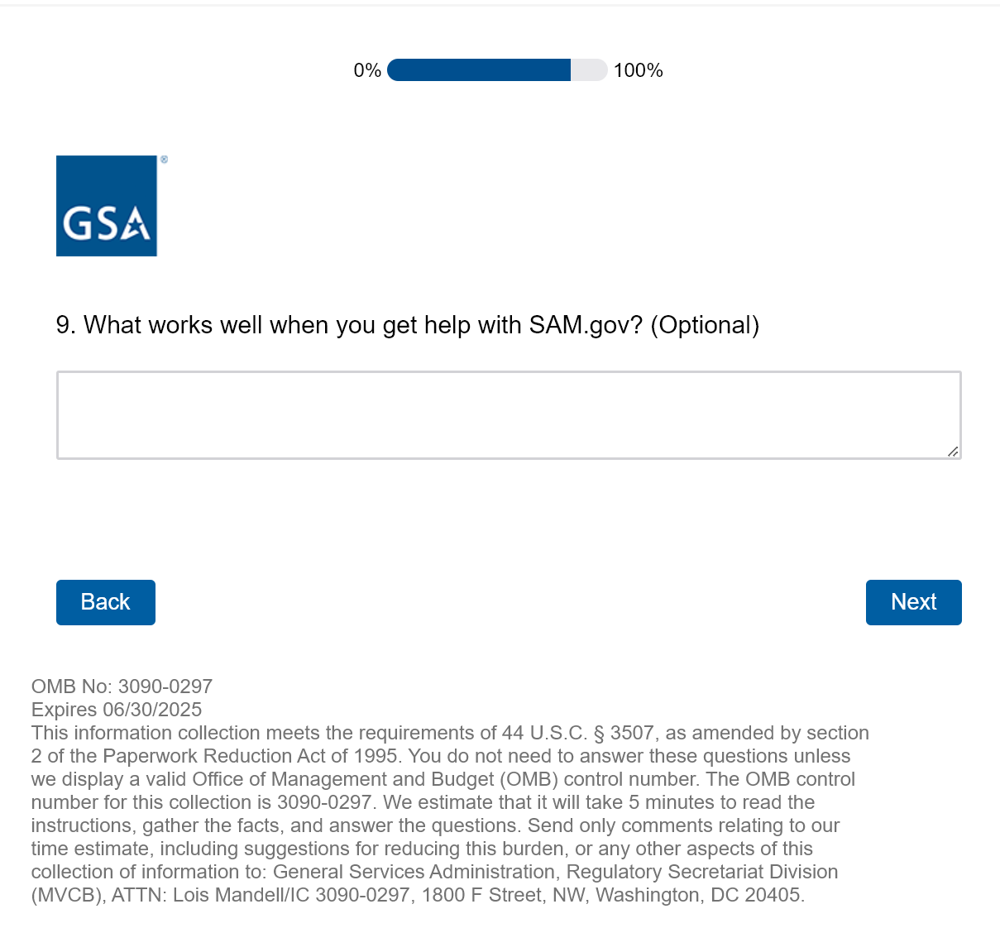 0% 100%
GSA®
9. What works well when you get help with SAM.gov? (Optional)
Back Next
OMB No: 3090-0297
Expires 06/30/2025
This information collection meets the requirements of 44 U.S.C. § 3507, as amended by section
2 of the Paperwork Reduction Act of 1995. You do not need to answer these questions unless
we display a valid Office of Management and Budget (OMB) control number. The OMB control
number for this collection is 3090-0297. We estimate that it will take 5 minutes to read the
instructions, gather the facts, and answer the questions. Send only comments relating to our
time estimate, including suggestions for reducing this burden, or any other aspects of this
collection of information to: General Services Administration, Regulatory Secretariat Division
(MVCB), ATTN: Lois Mandell/IC 3090-0297, 1800 F Street, NW, Washington, DC 20405.